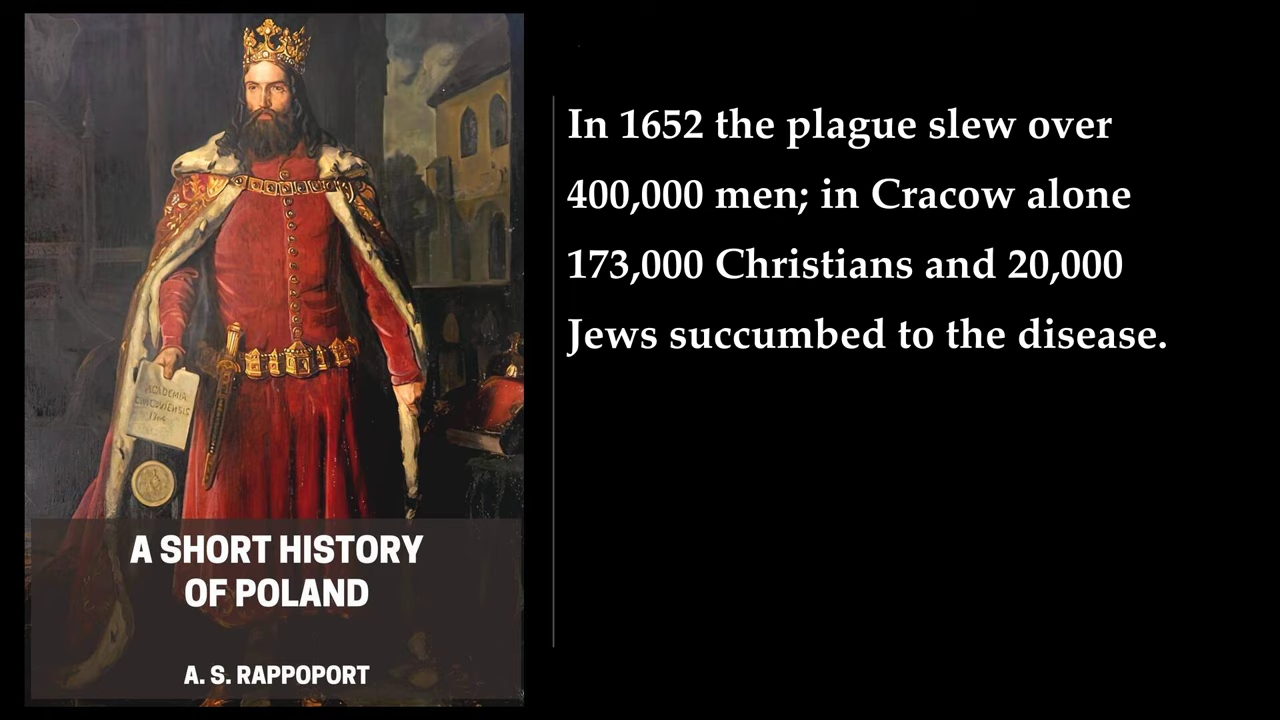 In 1652 the plague slew over
400,000 men; in Cracow alone
173,000 Christians and 20,000
Jews succumbed to the disease.
ACADEMIA
A SHORT HISTORY
OF POLAND
A. S. RAPPOPORT